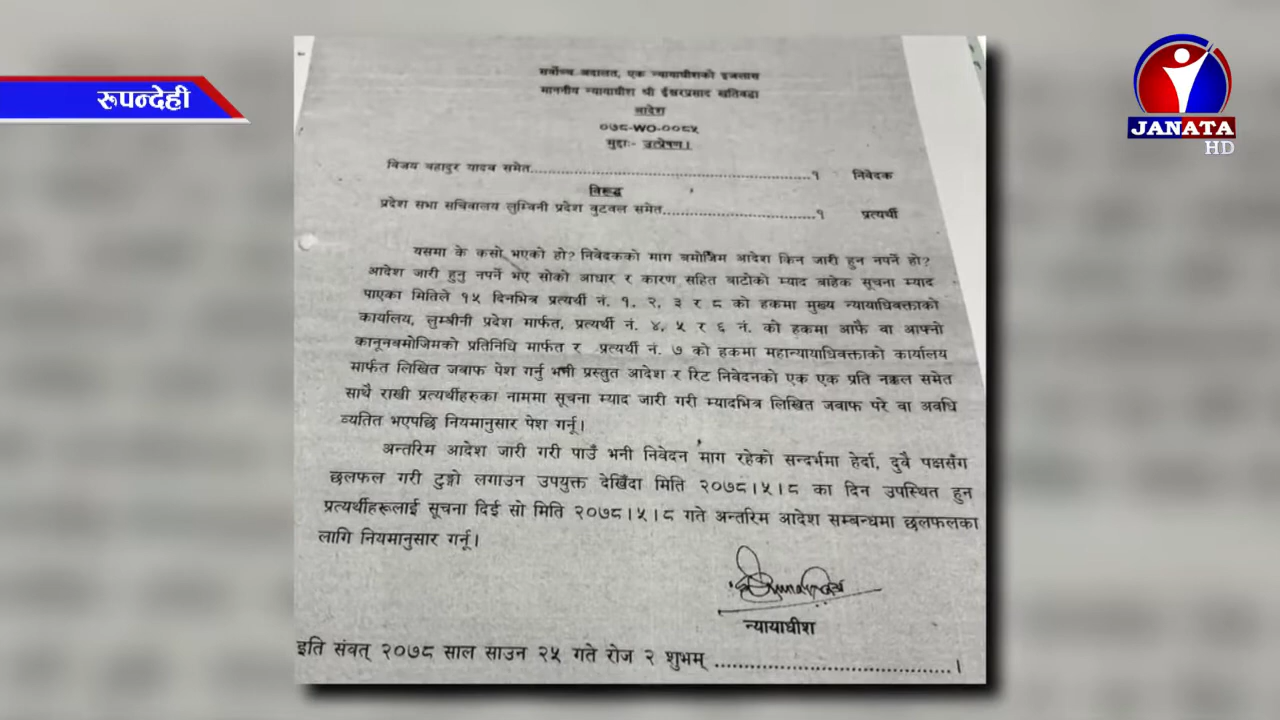 रुपन्देही
JANATA
HD
सर्वोच्च अदालत, एक न्यायाधीशको इजलास
माननीय न्यायाधीश श्री ईश्वरप्रसाद खतिवडा
आदेश
०७८-WO-००८५
मुद्दाः- उत्प्रेषण।
विजय बहादुर यादव समेत..........................................................१ निवेदक
विरूद्ध
प्रदेश सभा सचिवालय लुम्विनी प्रदेश बुटवल समेत...............................१ प्रत्यर्थी
यसमा के कसो भएको हो? निवेदकको माग बमोजिम आदेश किन जारी हुन नपर्ने हो?
आदेश जारी हुनु नपर्ने भए सोको आधार र कारण सहित बाटोको म्याद बाहेक सूचना म्याद
पाएका मितिले १५ दिनभित्र प्रत्यर्थी नं. १, २, ३ र ८ को हकमा मुख्य न्यायाधिवक्ताको
कार्यालय, लुम्बीनी प्रदेश मार्फत, प्रत्यर्थी नं. ४, ५ र ६ नं. को हकमा आफै वा आफ्नो
कानूनबमोजिमको प्रतिनिधि मार्फत र प्रत्यर्थी नं. ७ को हकमा महान्यायाधिवक्ताको कार्यालय
मार्फत लिखित जवाफ पेश गर्नु भनी प्रस्तुत आदेश र रिट निवेदनको एक एक प्रति नक्कल समेत
साथै राखी प्रत्यर्थीहरुका नाममा सूचना म्याद जारी गरी म्यादभित्र लिखित जवाफ परे वा अवधि
व्यतित भएपछि नियमानुसार पेश गर्नू।
अन्तरिम आदेश जारी गरी पाउँ भनी निवेदन माग रहेको सन्दर्भमा हेर्दा, दुवै पक्षसँग
छलफल गरी टुङ्गो लगाउन उपयुक्त देखिँदा मिति २०७८।५।८ का दिन उपस्थित हुन
प्रत्यर्थीहरूलाई सूचना दिई सो मिति २०७८।५।८ गते अन्तरिम आदेश सम्बन्धमा छलफलका
लागि नियमानुसार गर्नू।
न्यायाधीश
इति संवत् २०७८ साल साउन २५ गते रोज २ शुभम् ......................................।